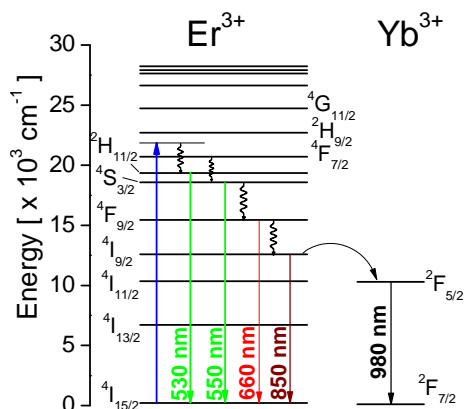 Er³⁺ Yb³⁺
Energy [ x 10³ cm⁻¹]
30
25
20
15
10
5
0
⁴G₁₁/₂
²H₉/₂
⁴F₇/₂
²H₁₁/₂
⁴S₃/₂
⁴F₉/₂
⁴I₉/₂
⁴I₁₁/₂
⁴I₁₃/₂
⁴I₁₅/₂
530 nm
550 nm
660 nm
850 nm
²F₅/₂
980 nm
²F₇/₂